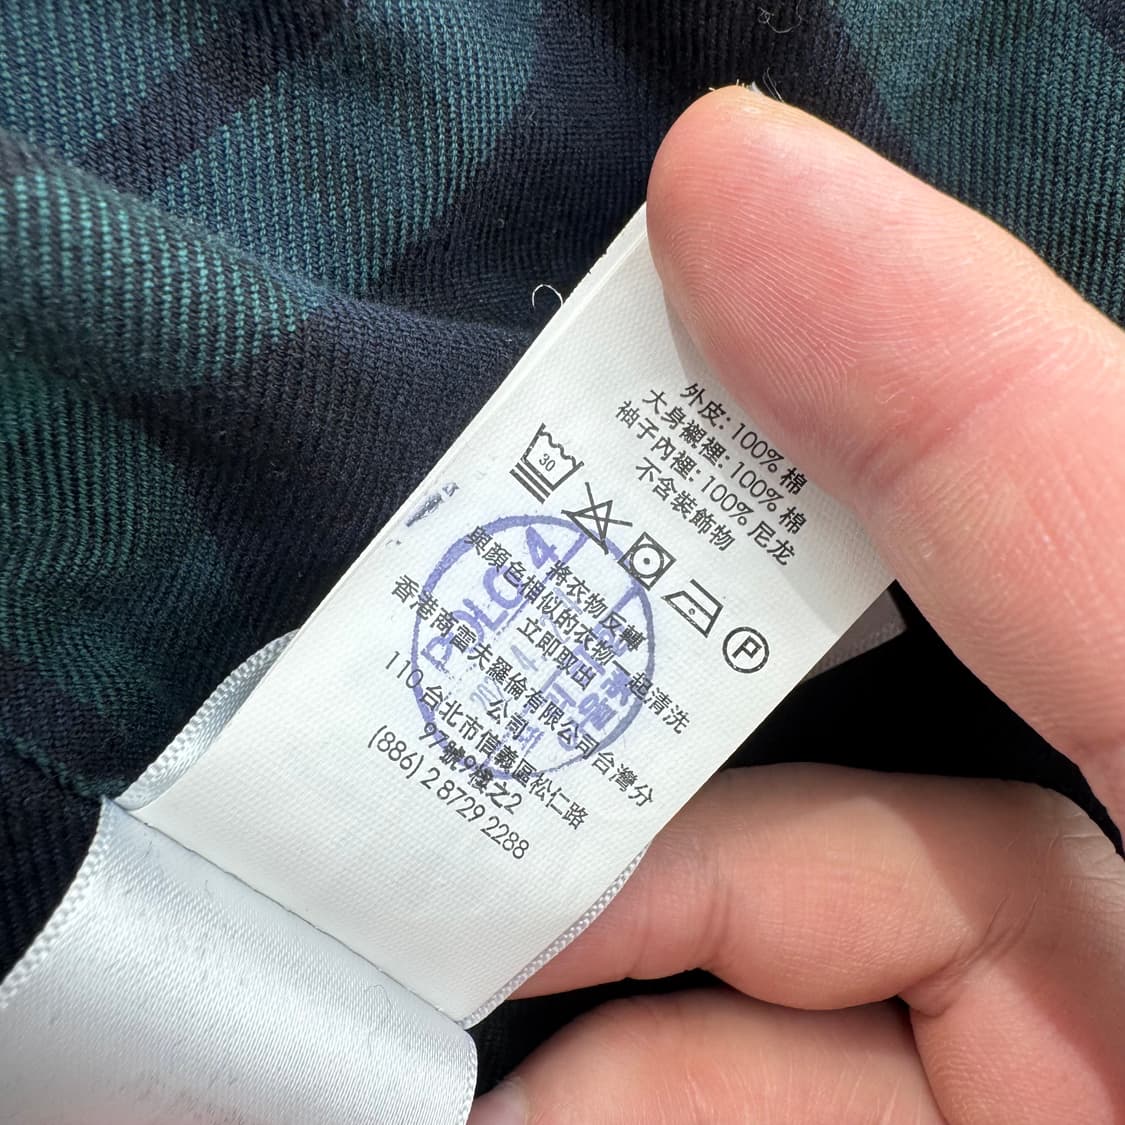 外皮: 100% 棉
大身襯裡: 100% 棉
袖子內裡: 100% 尼龙
不含裝飾物
30
P
將衣物反轉
與顏色相似的衣物一起清洗
立即取出
香港商雷夫羅倫有限公司台灣分
公司
110 台北市信義區松仁路
97號9樓之2
(886) 2 8729 2288
POLO 4